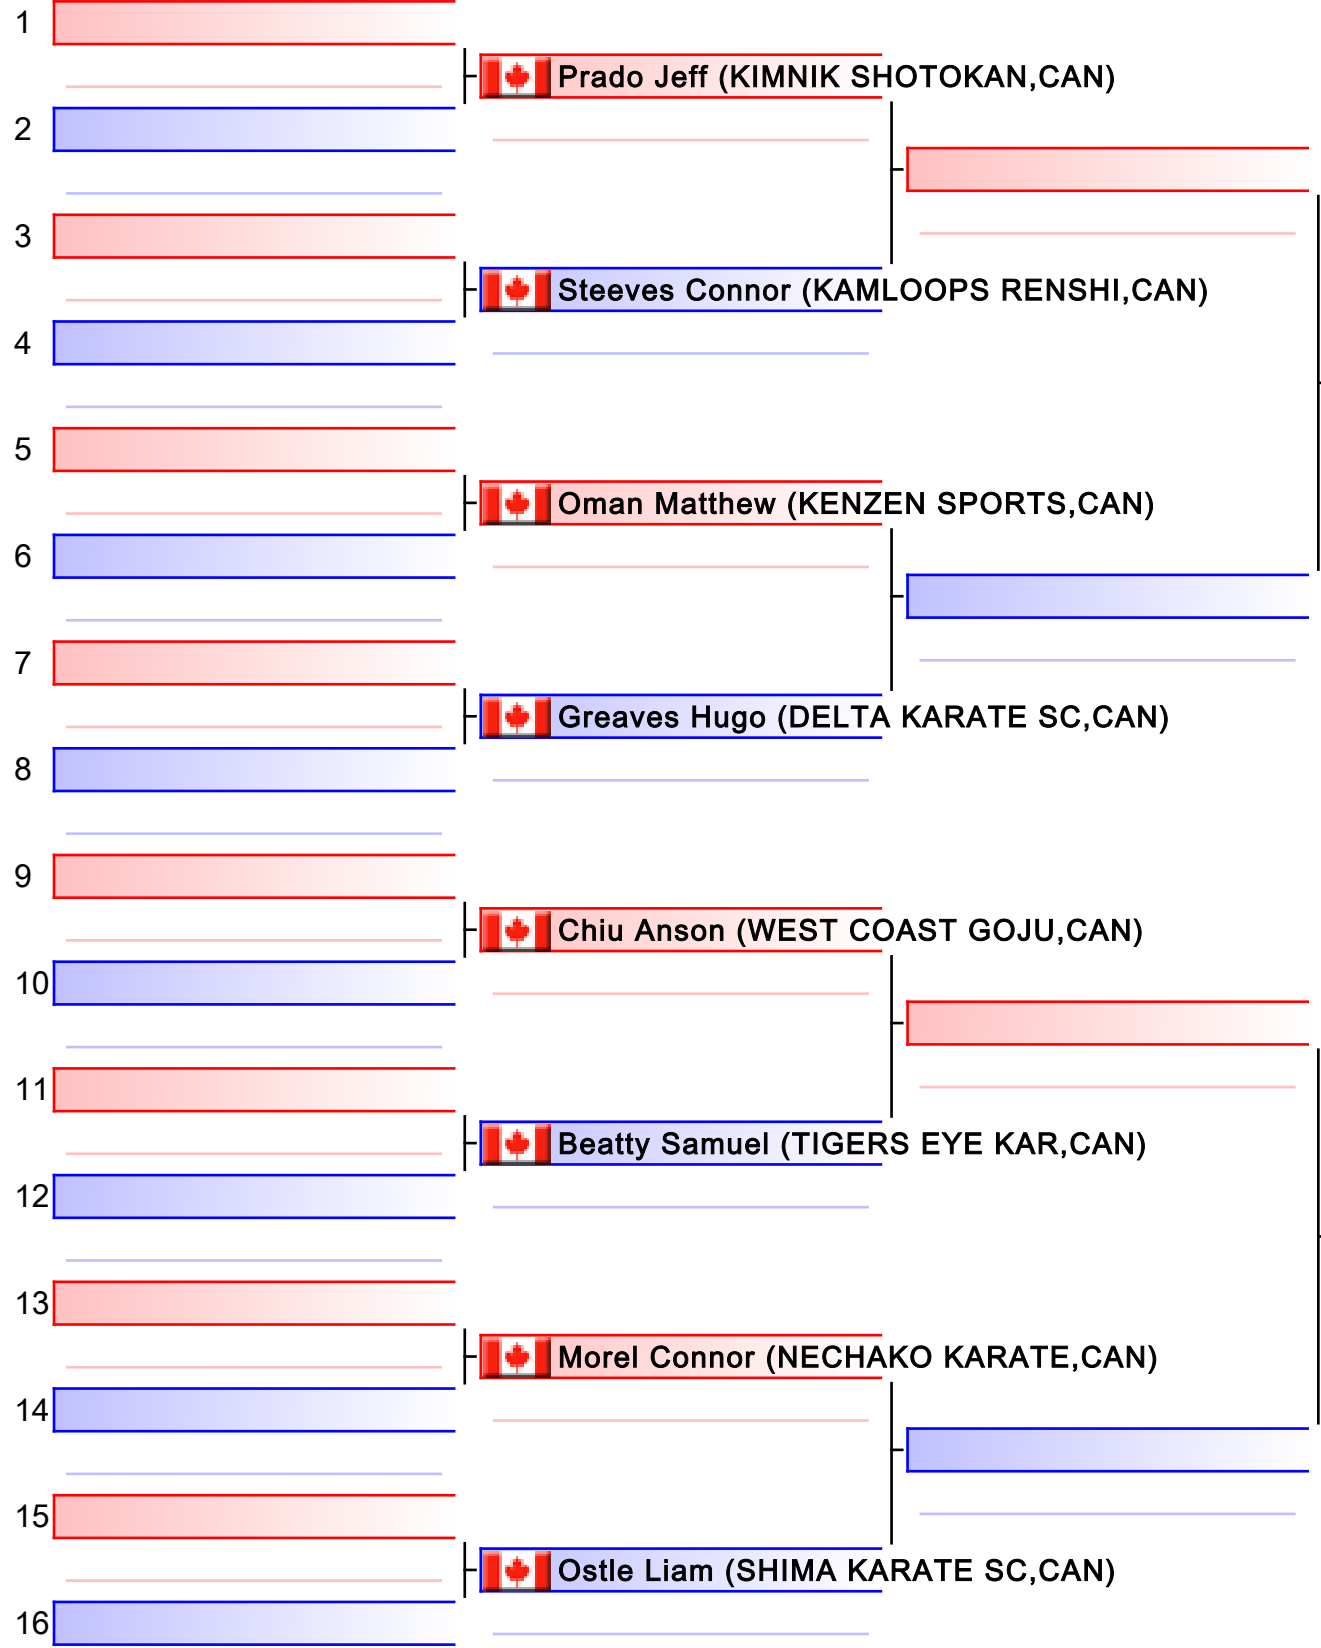 1
Prado Jeff (KIMNIK SHOTOKAN,CAN)
2
3
Steeves Connor (KAMLOOPS RENSHI,CAN)
4
5
Oman Matthew (KENZEN SPORTS,CAN)
6
7
Greaves Hugo (DELTA KARATE SC,CAN)
8
9
Chiu Anson (WEST COAST GOJU,CAN)
10
11
Beatty Samuel (TIGERS EYE KAR,CAN)
12
13
Morel Connor (NECHAKO KARATE,CAN)
14
15
Ostle Liam (SHIMA KARATE SC,CAN)
16